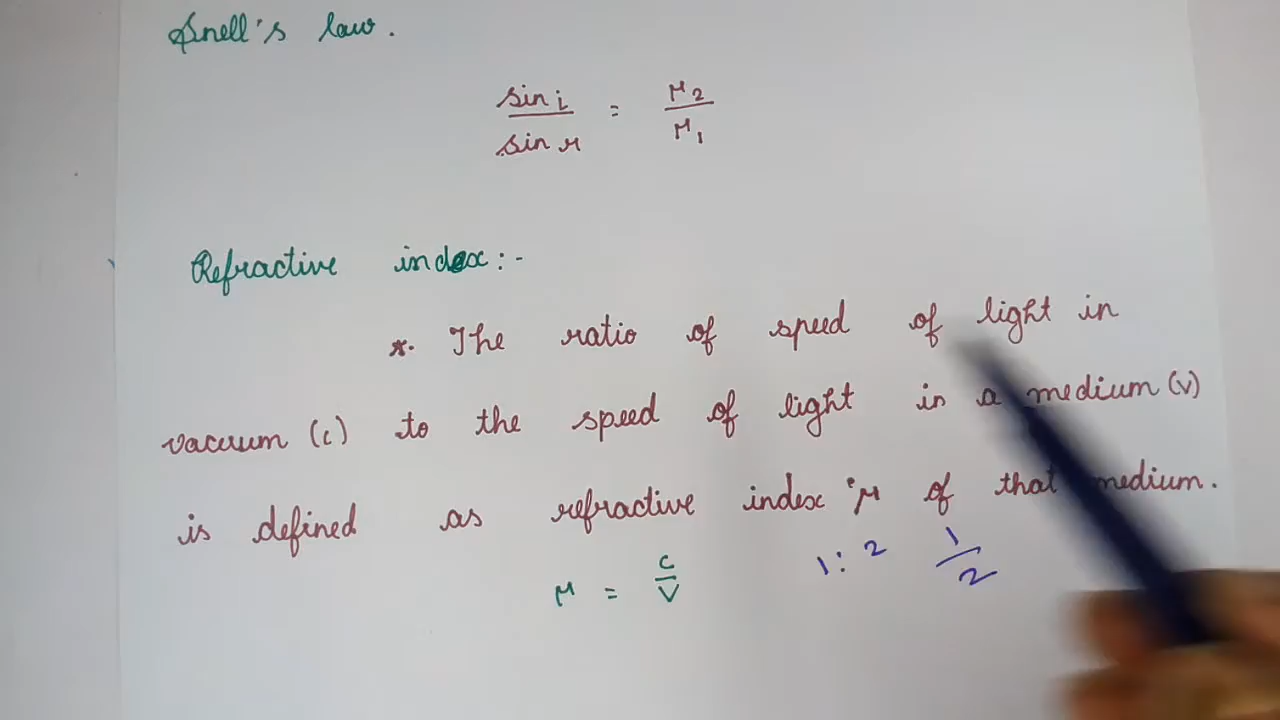 Snell's law.
sin i / sin r = μ2 / μ1
Refractive index:-
*. The ratio of speed of light in
vacuum (c) to the speed of light in a medium (v)
is defined as refractive index 'μ of that medium.
μ = c / v 1:2 1 / 2